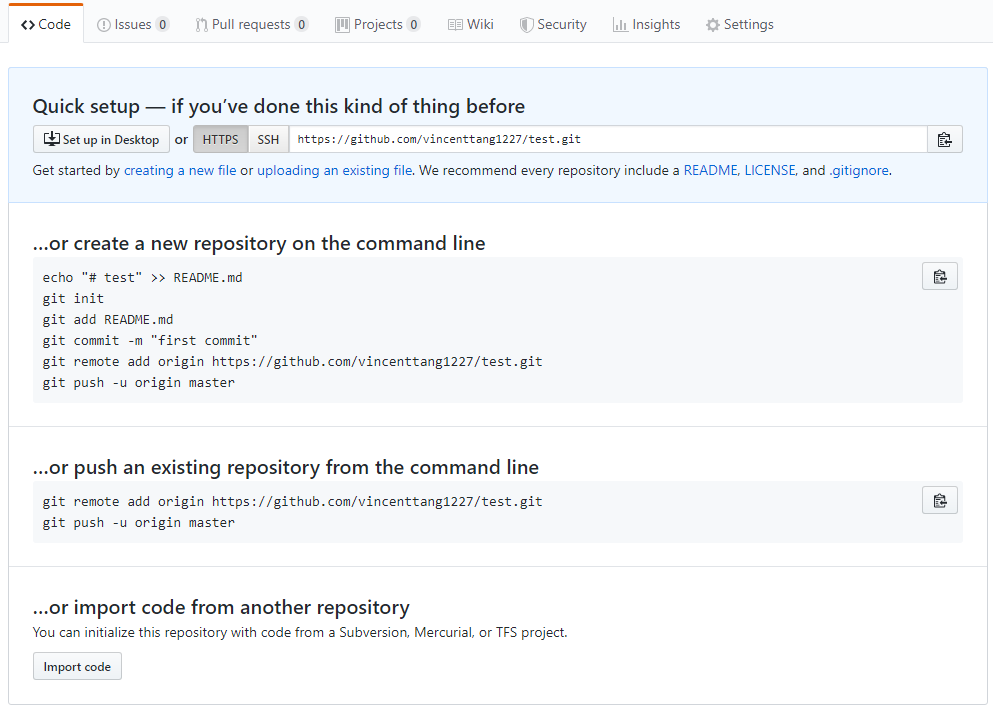 <> Code Issues 0 Pull requests 0 Projects 0 Wiki Security Insights Settings
Quick setup — if you’ve done this kind of thing before
Set up in Desktop or HTTPS SSH https://github.com/vincenttang1227/test.git
Get started by creating a new file or uploading an existing file. We recommend every repository include a README, LICENSE, and .gitignore.
…or create a new repository on the command line
echo "# test" >> README.md
git init
git add README.md
git commit -m "first commit"
git remote add origin https://github.com/vincenttang1227/test.git
git push -u origin master
…or push an existing repository from the command line
git remote add origin https://github.com/vincenttang1227/test.git
git push -u origin master
…or import code from another repository
You can initialize this repository with code from a Subversion, Mercurial, or TFS project.
Import code